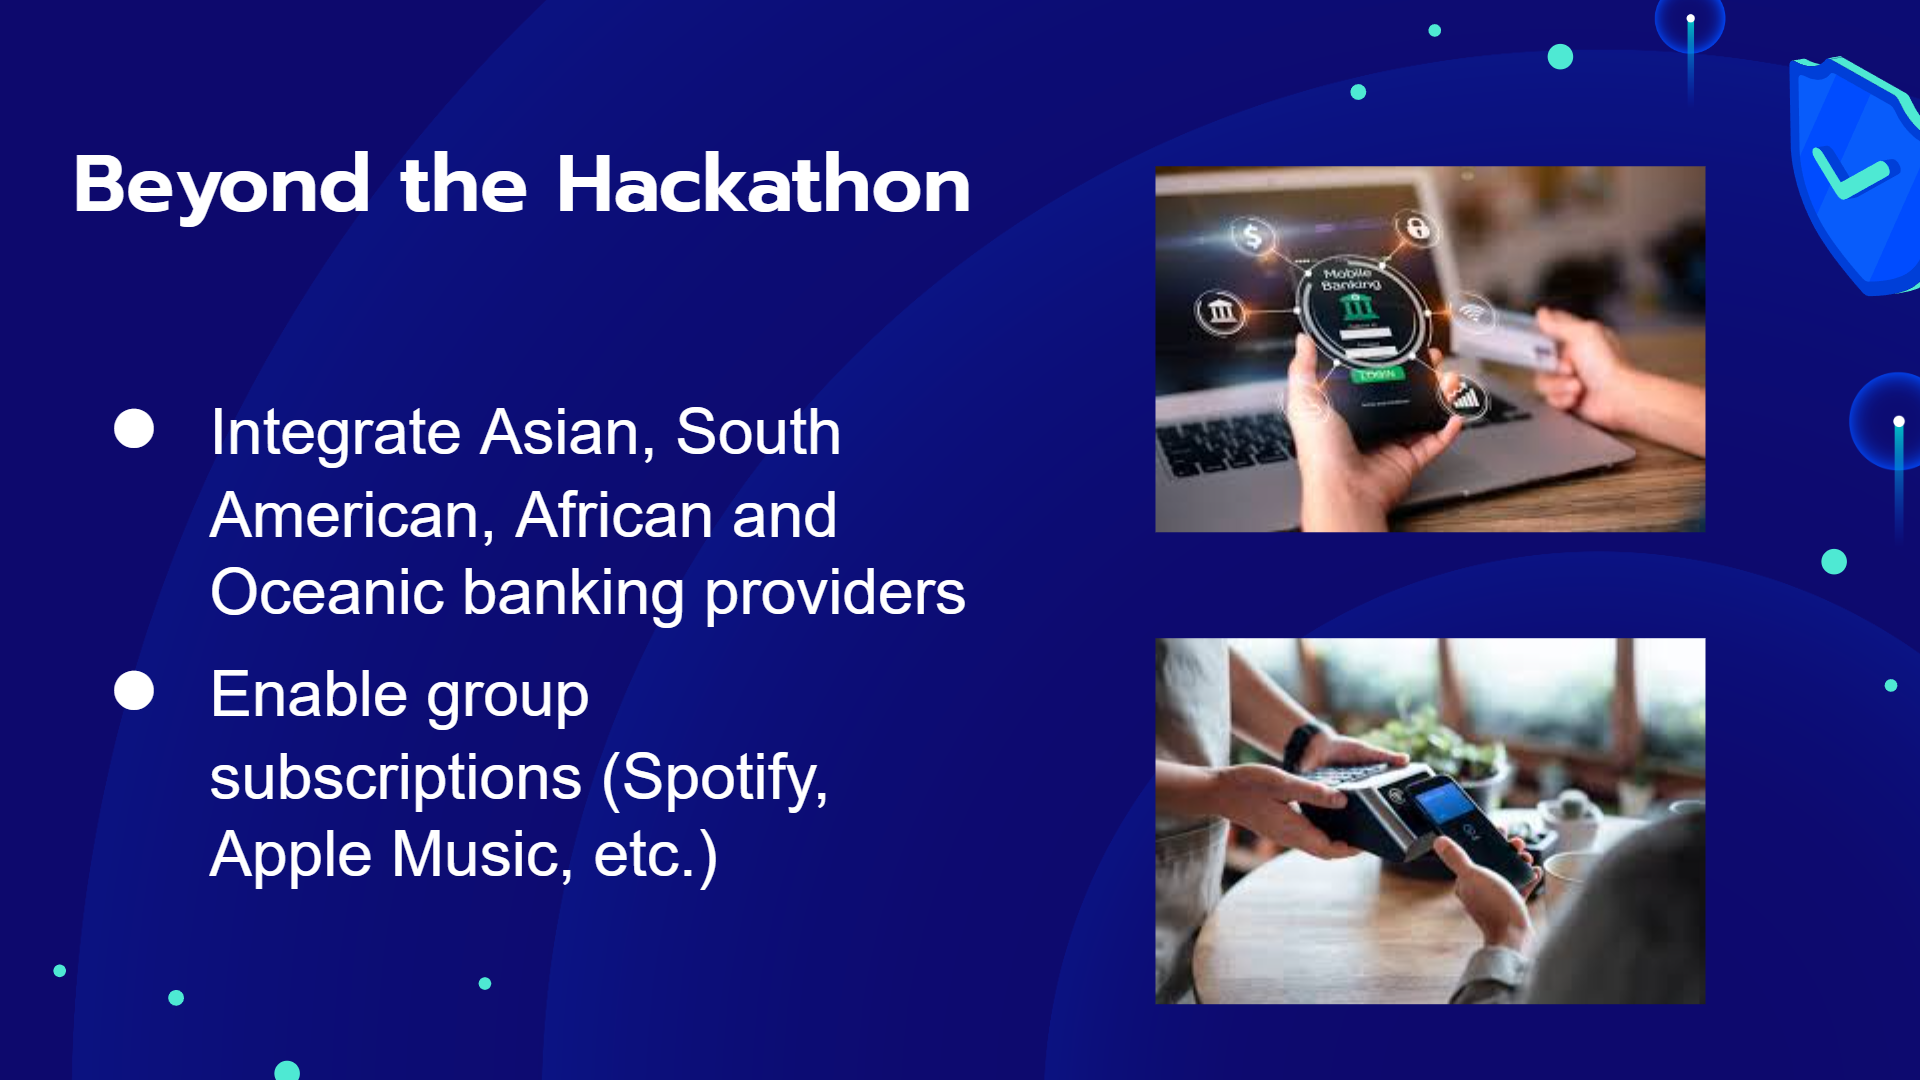 Beyond the Hackathon
● Integrate Asian, South
American, African and
Oceanic banking providers
● Enable group
subscriptions (Spotify,
Apple Music, etc.)
$
Mobile
Banking
LOGIN